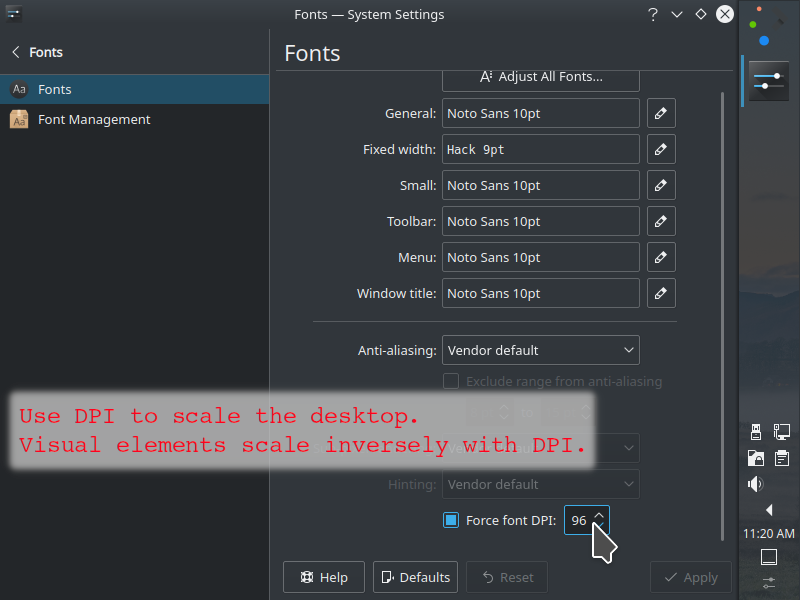 Fonts — System Settings
?
Fonts
Fonts
Aa Fonts
Aa Font Management
Adjust All Fonts...
General: Noto Sans 10pt
Fixed width: Hack 9pt
Small: Noto Sans 10pt
Toolbar: Noto Sans 10pt
Menu: Noto Sans 10pt
Window title: Noto Sans 10pt
Anti-aliasing: Vendor default
Exclude range from anti-aliasing
Use DPI to scale the desktop.
Visual elements scale inversely with DPI.
Hinting: Vendor default
Force font DPI: 96
Help
Defaults
Reset
Apply
11:20 AM